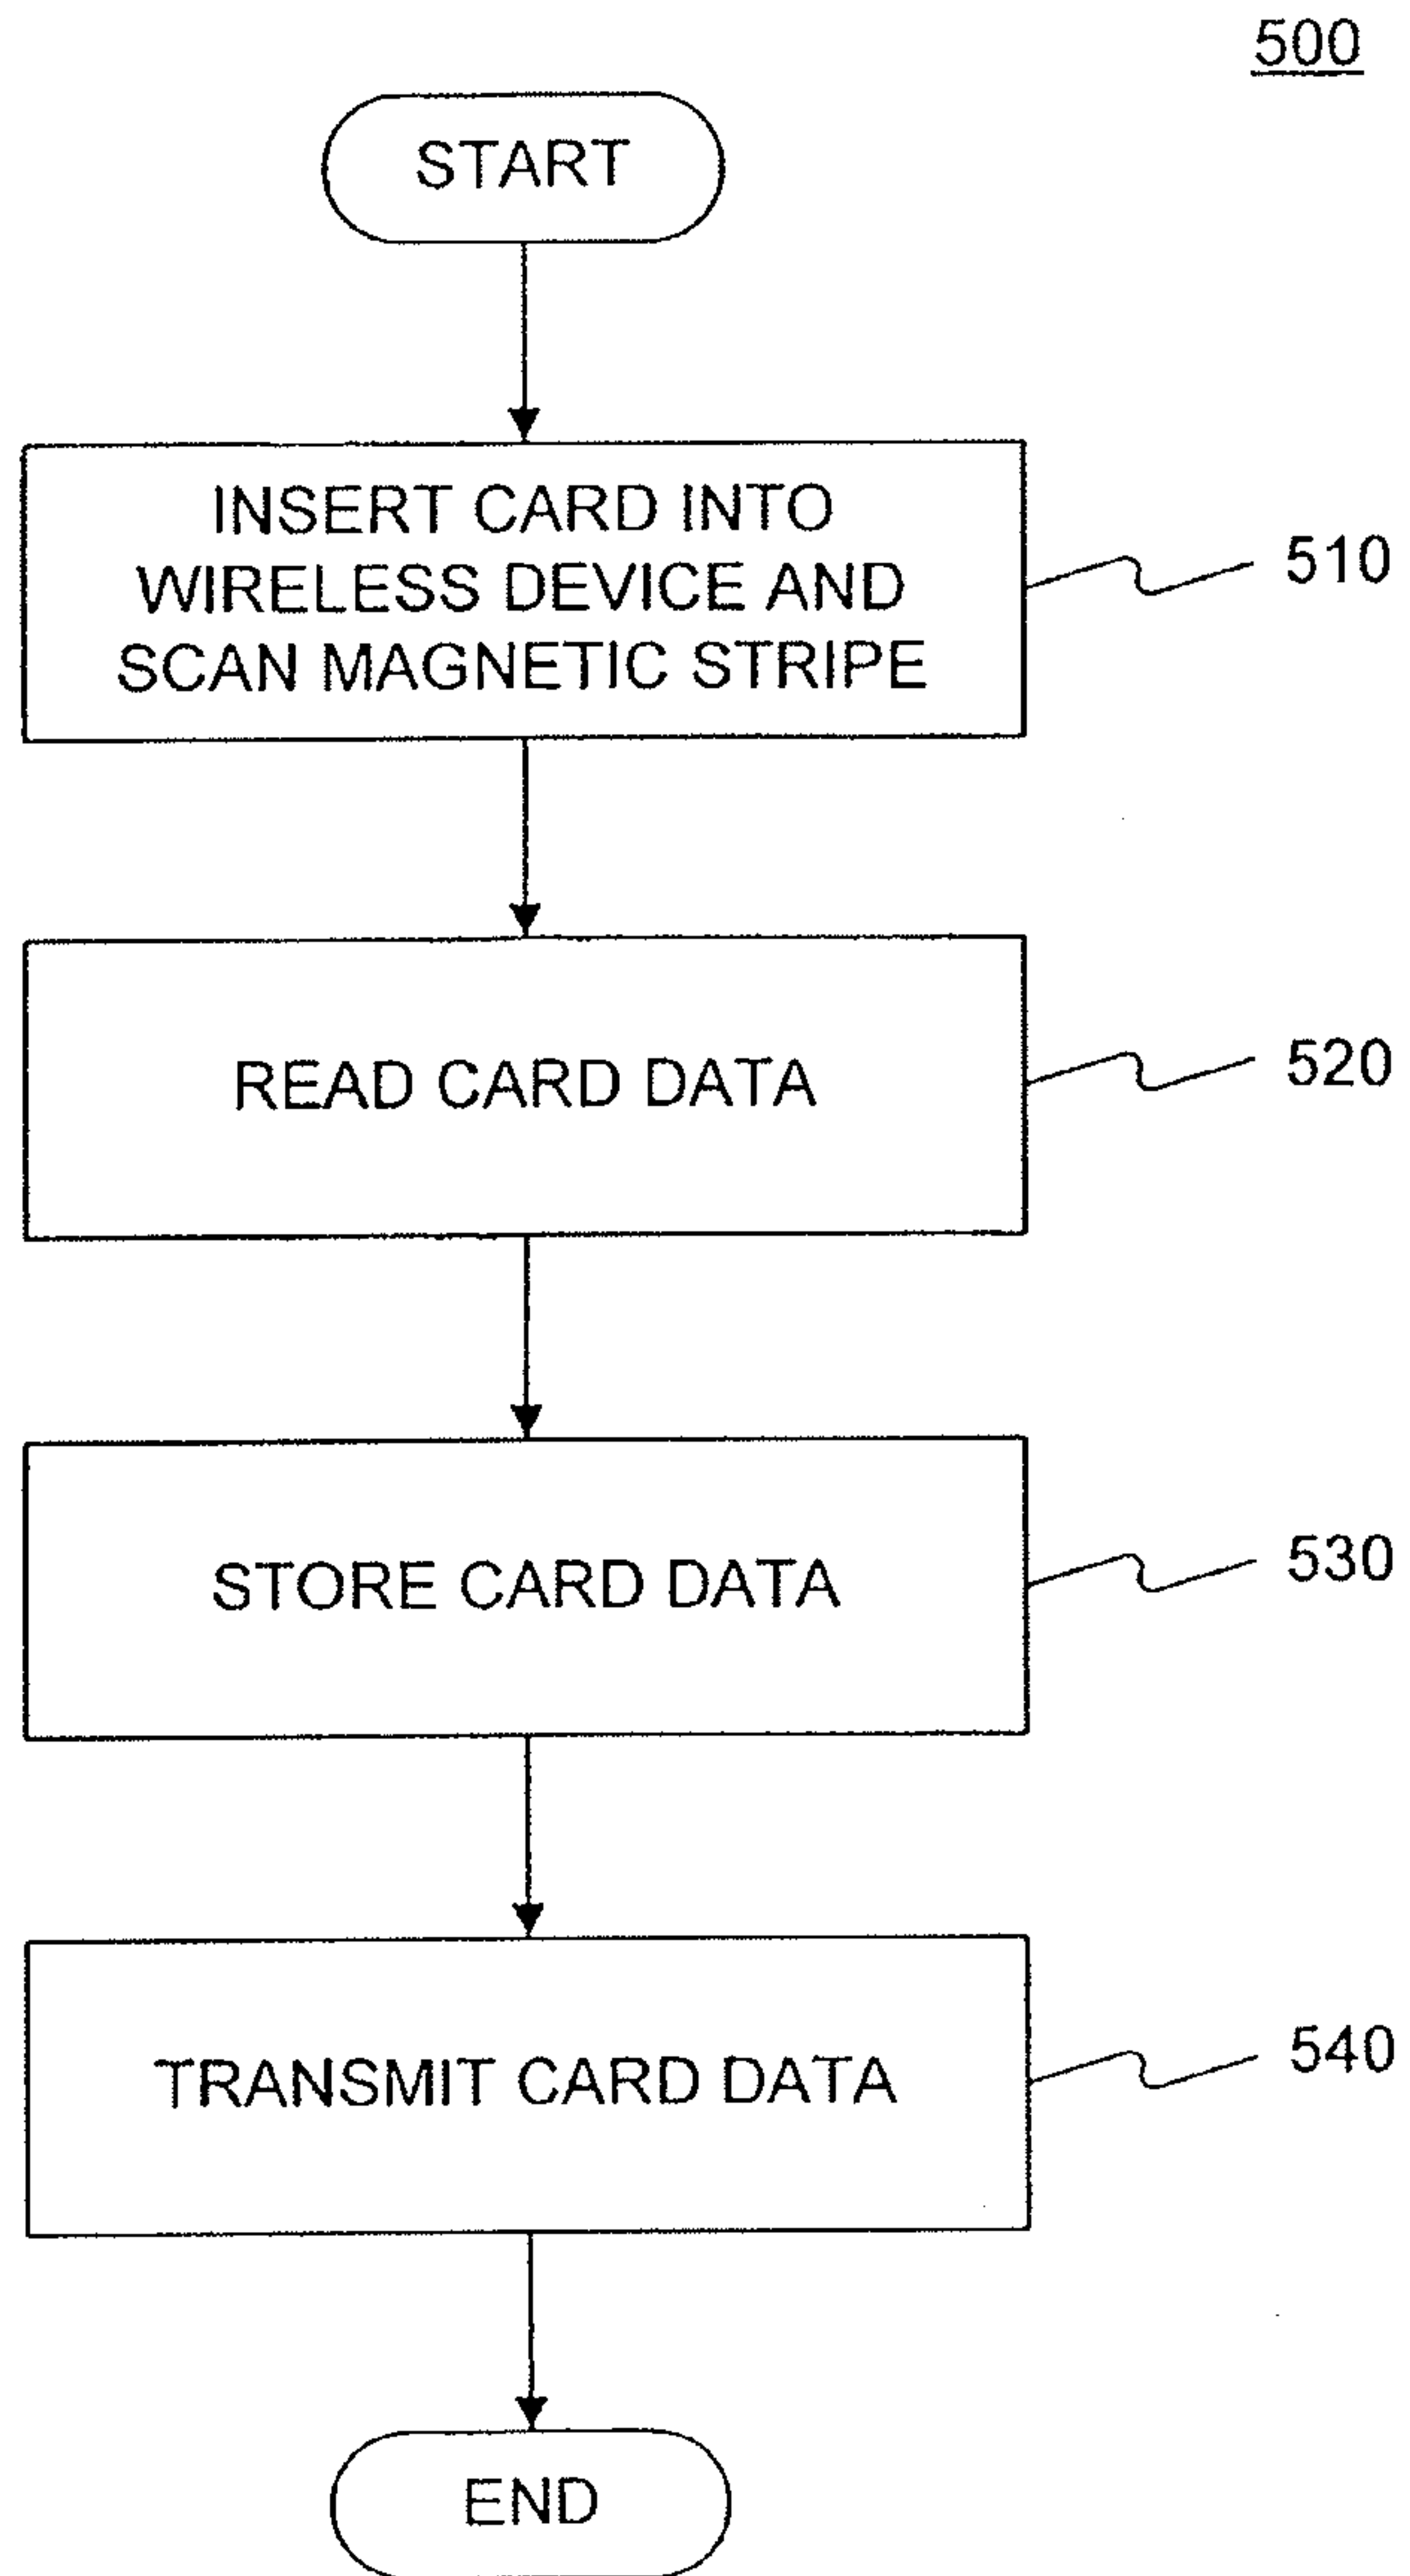 500
START
INSERT CARD INTO
WIRELESS DEVICE AND
SCAN MAGNETIC STRIPE
510
READ CARD DATA
520
STORE CARD DATA
530
TRANSMIT CARD DATA
540
END